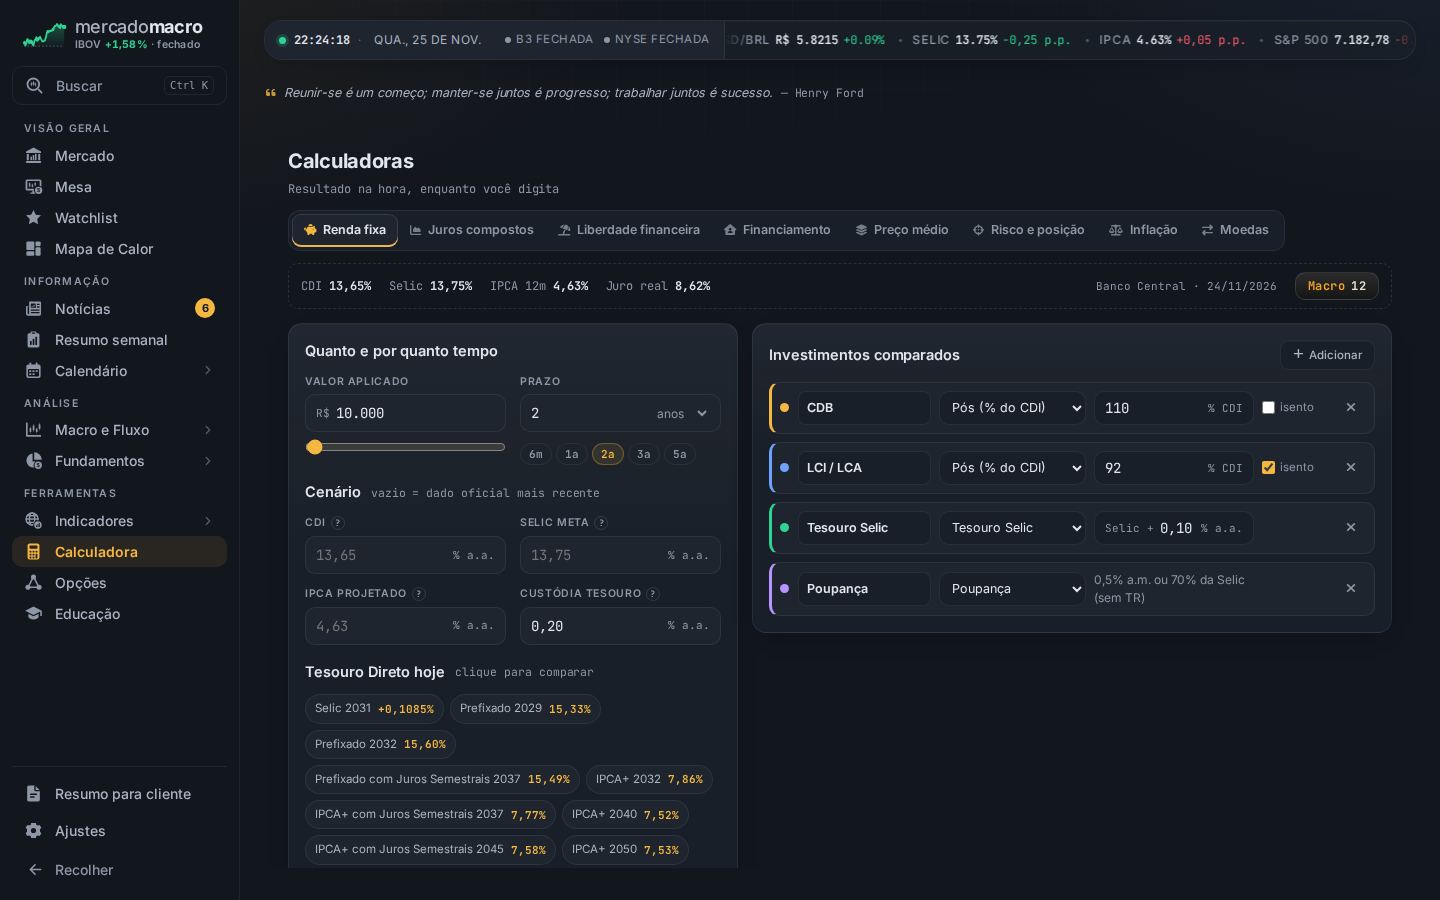 mercadomacro
IBOV +1,58% · fechado
Buscar Ctrl K
VISÃO GERAL
Mercado
Mesa
Watchlist
Mapa de Calor
INFORMAÇÃO
Notícias 6
Resumo semanal
Calendário
ANÁLISE
Macro e Fluxo
Fundamentos
FERRAMENTAS
Indicadores
Calculadora
Opções
Educação
Resumo para cliente
Ajustes
Recolher
22:24:18 · QUA., 25 DE NOV. B3 FECHADA NYSE FECHADA D/BRL R$ 5.8215 +0.09% • SELIC 13.75% -0,25 p.p. • IPCA 4.63% +0,05 p.p. • S&P 500 7.182,78
“ Reunir-se é um começo; manter-se juntos é progresso; trabalhar juntos é sucesso. — Henry Ford
Calculadoras
Resultado na hora, enquanto você digita
Renda fixa Juros compostos Liberdade financeira Financiamento Preço médio Risco e posição Inflação Moedas
CDI 13,65% Selic 13,75% IPCA 12m 4,63% Juro real 8,62% Banco Central · 24/11/2026 Macro 12
Quanto e por quanto tempo
VALOR APLICADO PRAZO
R$ 10.000 2 anos
6m 1a 2a 3a 5a
Cenário vazio = dado oficial mais recente
CDI ? SELIC META ?
13,65 % a.a. 13,75 % a.a.
IPCA PROJETADO ? CUSTÓDIA TESOURO ?
4,63 % a.a. 0,20 % a.a.
Tesouro Direto hoje clique para comparar
Selic 2031 +0,1085% Prefixado 2029 15,33%
Prefixado 2032 15,60%
Prefixado com Juros Semestrais 2037 15,49% IPCA+ 2032 7,86%
IPCA+ com Juros Semestrais 2037 7,77% IPCA+ 2040 7,52%
IPCA+ com Juros Semestrais 2045 7,58% IPCA+ 2050 7,53%
Investimentos comparados + Adicionar
CDB Pós (% do CDI) 110 % CDI isento ×
LCI / LCA Pós (% do CDI) 92 % CDI isento ×
Tesouro Selic Tesouro Selic Selic + 0,10 % a.a. ×
Poupança Poupança 0,5% a.m. ou 70% da Selic ×
(sem TR)